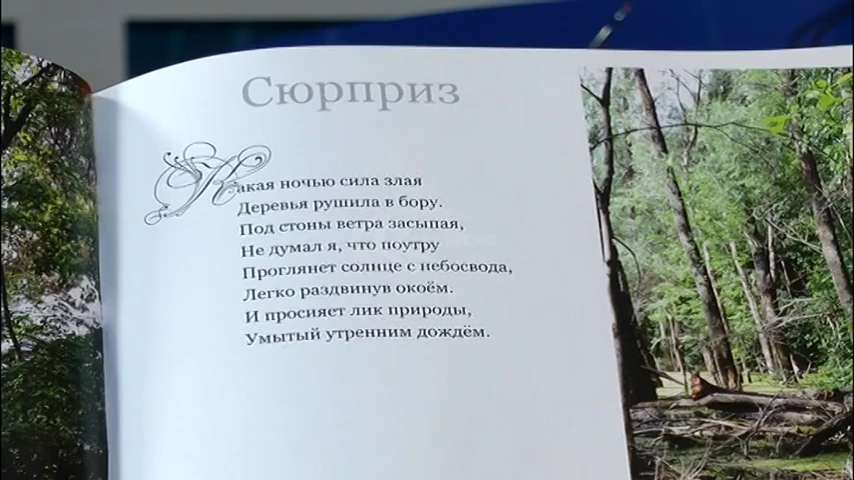 Сюрприз
Какая ночью сила злая
Деревья рушила в бору.
Под стоны ветра засыпая,
Не думал я, что поутру
Проглянет солнце с небосвода,
Легко раздвинув окоём.
И просияет лик природы,
Умытый утренним дождём.